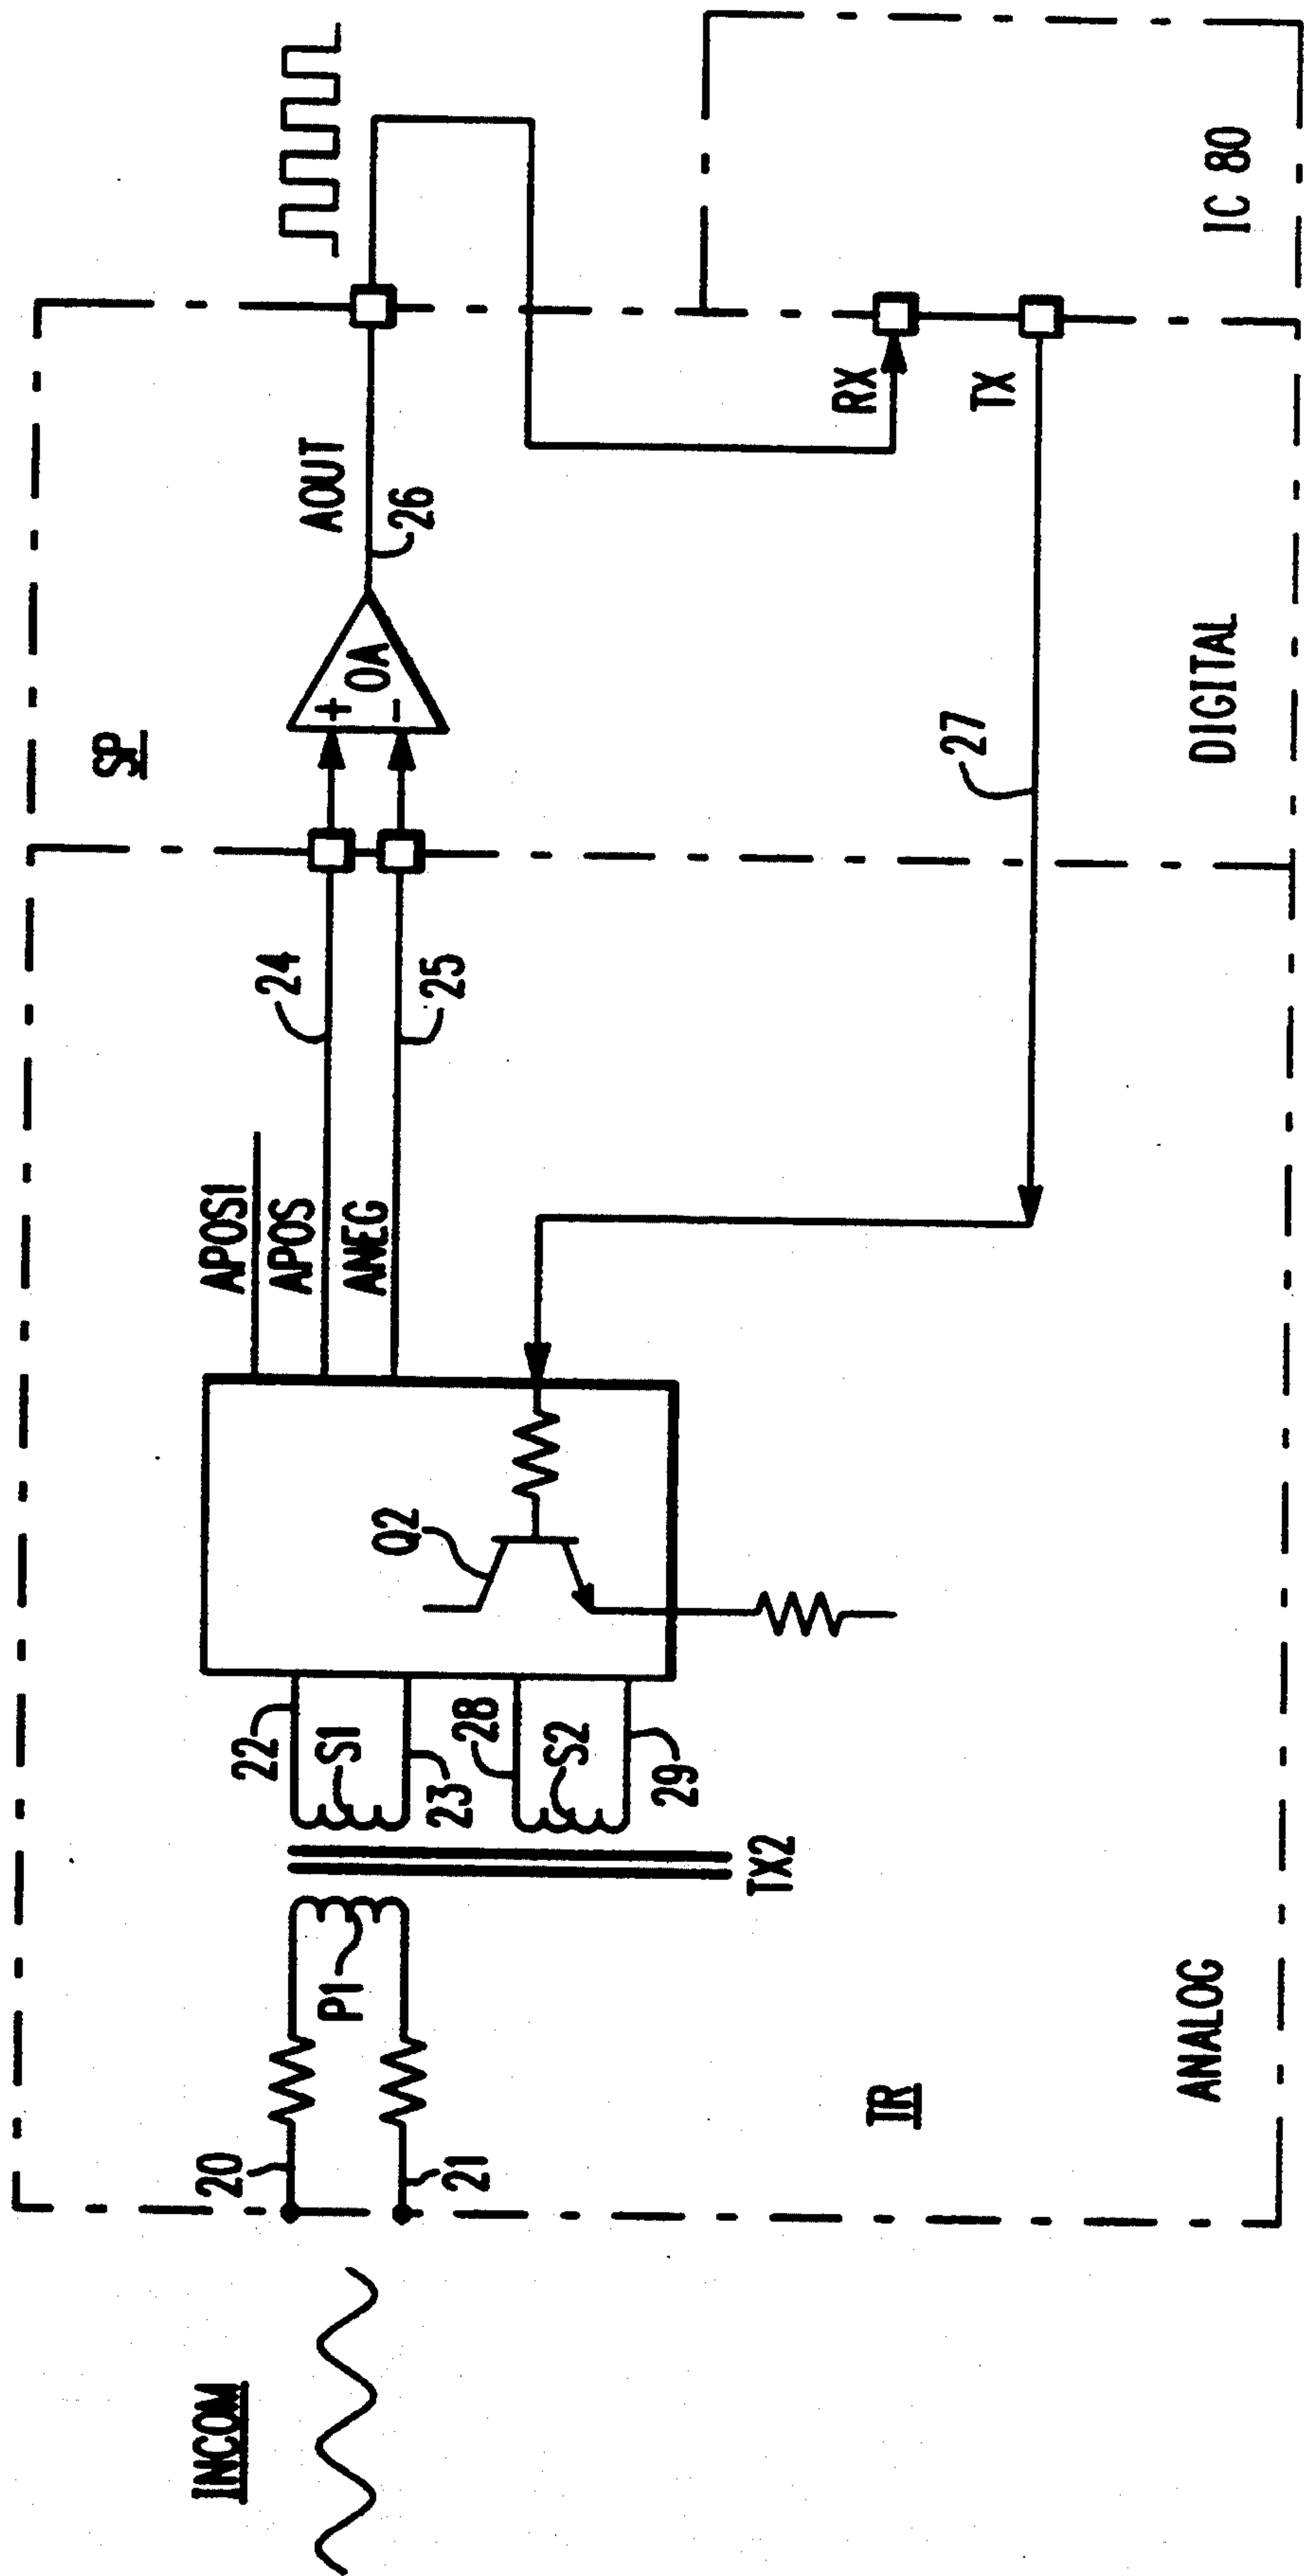 INCOM
20
21
P1
TX2
22
S1
23
28
S2
29
Q2
APOS1
APOS
ANEG
24
25
SP
+
OA
-
AOUT
26
27
RX
TX
TR
ANALOG
DIGITAL
IC 80